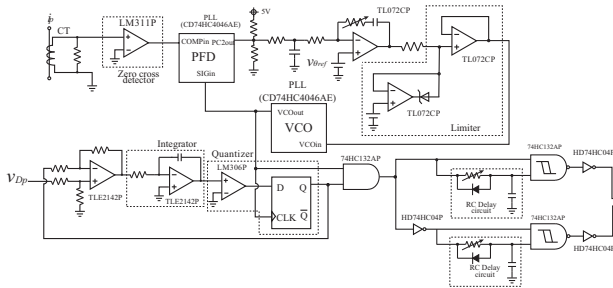 i_p
CT
LM311P
Zero cross
detector
PLL
(CD74HC4046AE)
COMPin
PC2out
PFD
SIGin
5V
v_θref
TL072CP
TL072CP
TL072CP
Limiter
PLL
(CD74HC4046AE)
VCOout
VCO
VCOin
v_Dp
TLE2142P
Integrator
TLE2142P
Quantizer
LM306P
D
Q
CLK
Q̅
74HC132AP
HD74HC04P
RC Delay
circuit
74HC132AP
HD74HC04P
RC Delay
circuit
74HC132AP
HD74HC04P